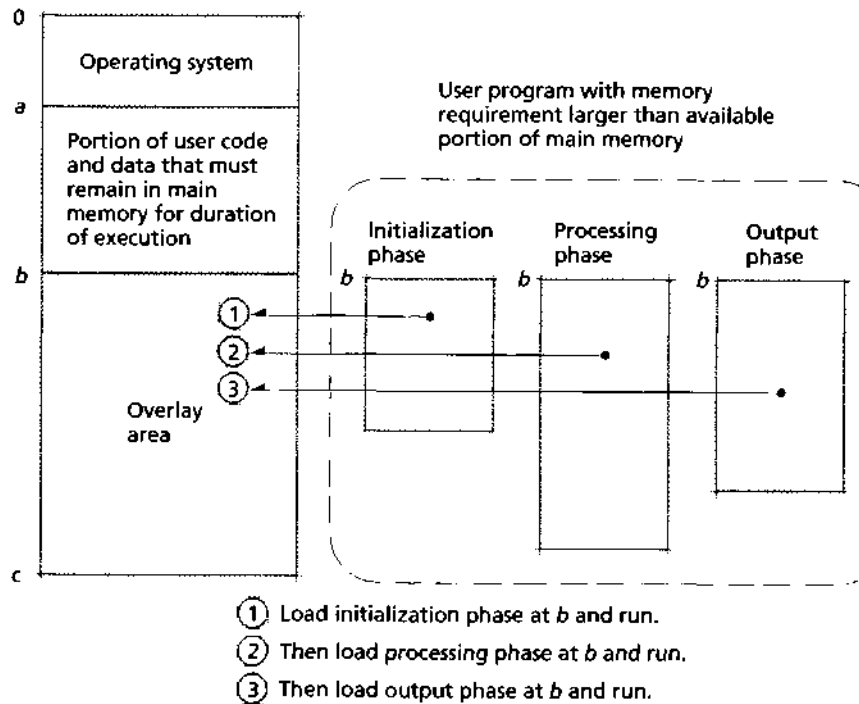 0
Operating system
a
User program with memory
requirement larger than available
portion of main memory
Portion of user code
and data that must
remain in main
memory for duration
of execution
Initialization
phase
Processing
phase
Output
phase
b
b
b
b
1
2
3
Overlay
area
c
1 Load initialization phase at b and run.
2 Then load processing phase at b and run.
3 Then load output phase at b and run.